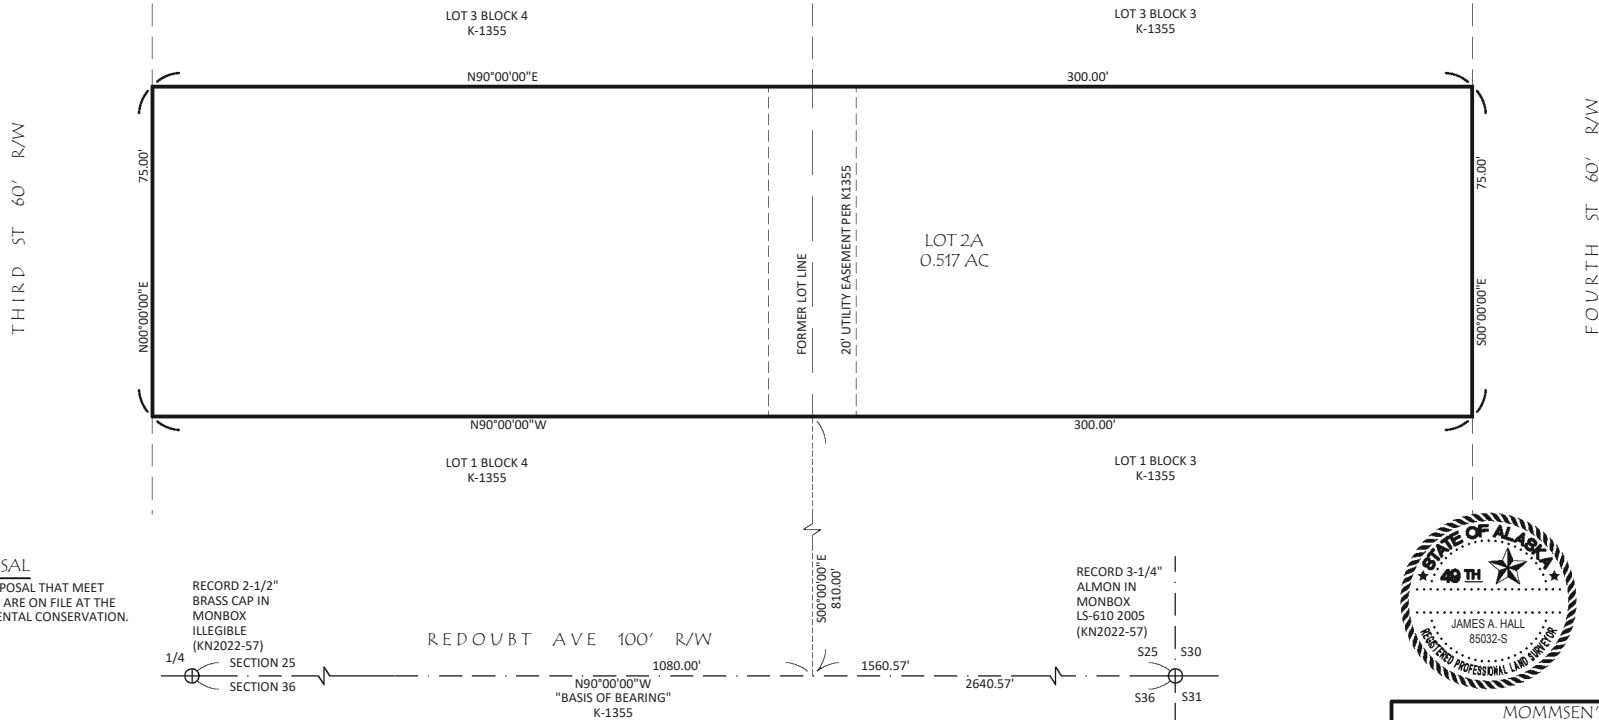 LOT 3 BLOCK 4
K-1355
LOT 3 BLOCK 3
K-1355
N90°00'00"E
300.00'
THIRD ST 60' R/W
75.00'
N00°00'00"E
FORMER LOT LINE
20' UTILITY EASEMENT PER K1355
LOT 2A
0.517 AC
75.00'
S00°00'00"E
FOURTH ST 60' R/W
N90°00'00"W
300.00'
LOT 1 BLOCK 4
K-1355
LOT 1 BLOCK 3
K-1355
SAL
POSAL THAT MEET
ARE ON FILE AT THE
ENTAL CONSERVATION.
RECORD 2-1/2"
BRASS CAP IN
MONBOX
ILLEGIBLE
(KN2022-57)
1/4
SECTION 25
SECTION 36
REDOUBT AVE 100' R/W
1080.00'
N90°00'00"W
"BASIS OF BEARING"
K-1355
S00°00'00"E
810.00'
1560.57'
2640.57'
RECORD 3-1/4"
ALMON IN
MONBOX
LS-610 2005
(KN2022-57)
S25 S30
S36 S31
STATE OF ALASKA
49 TH
JAMES A. HALL
85032-S
REGISTERED PROFESSIONAL LAND SURVEYOR
MOMMSEN'